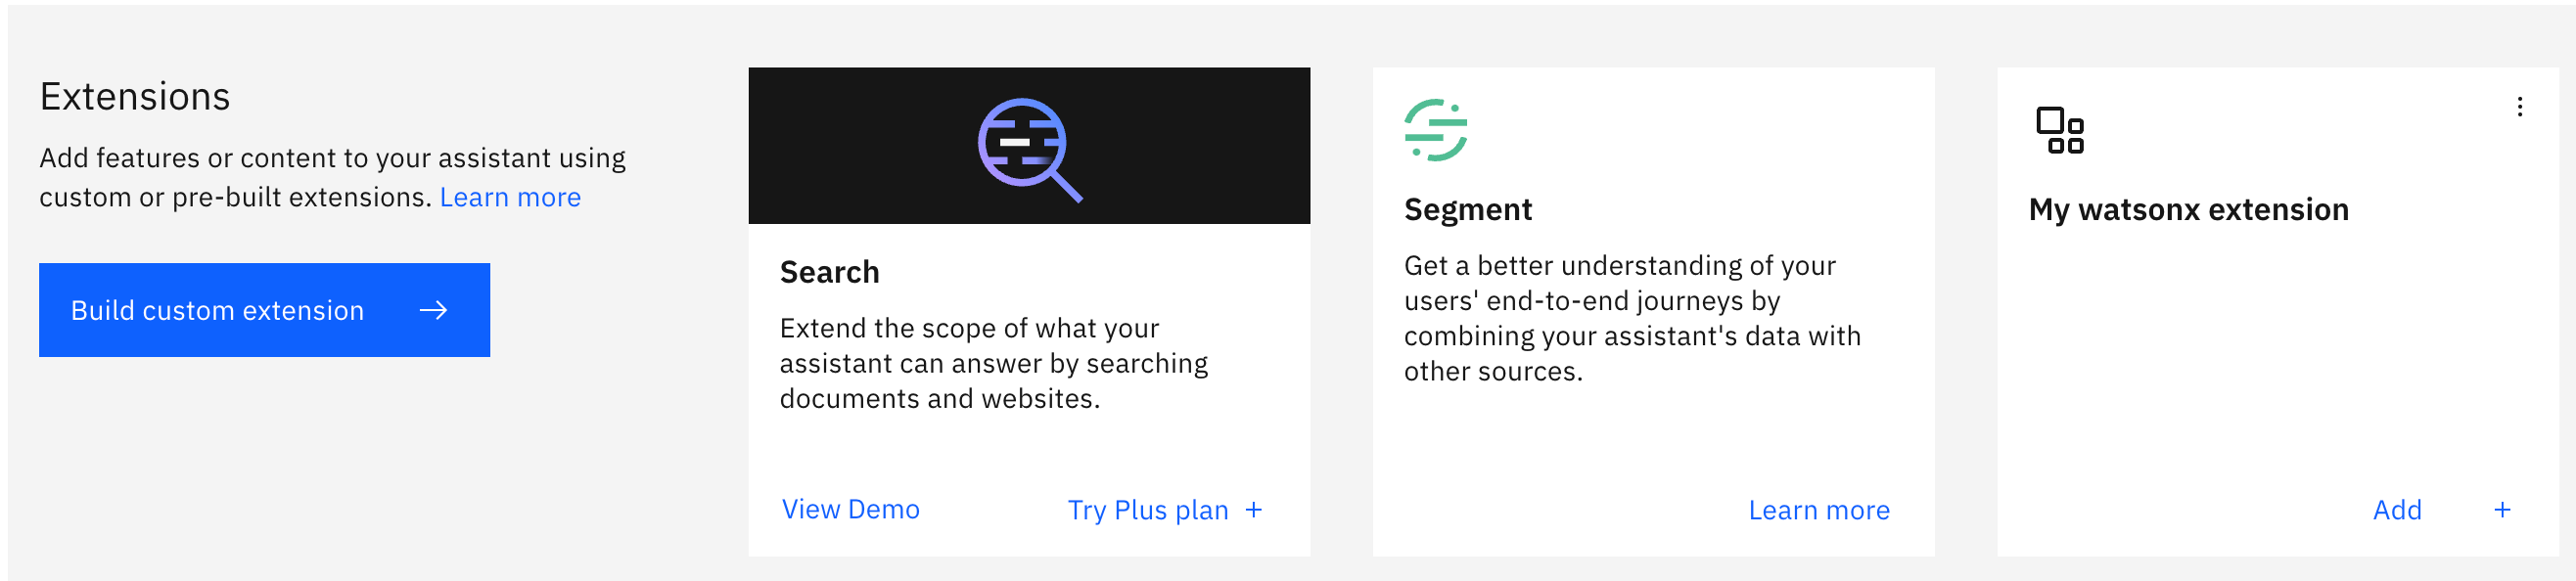 Extensions
Add features or content to your assistant using
custom or pre-built extensions. Learn more
Build custom extension
Search
Extend the scope of what your
assistant can answer by searching
documents and websites.
View Demo
Try Plus plan +
Segment
Get a better understanding of your
users' end-to-end journeys by
combining your assistant's data with
other sources.
Learn more
My watsonx extension
Add +